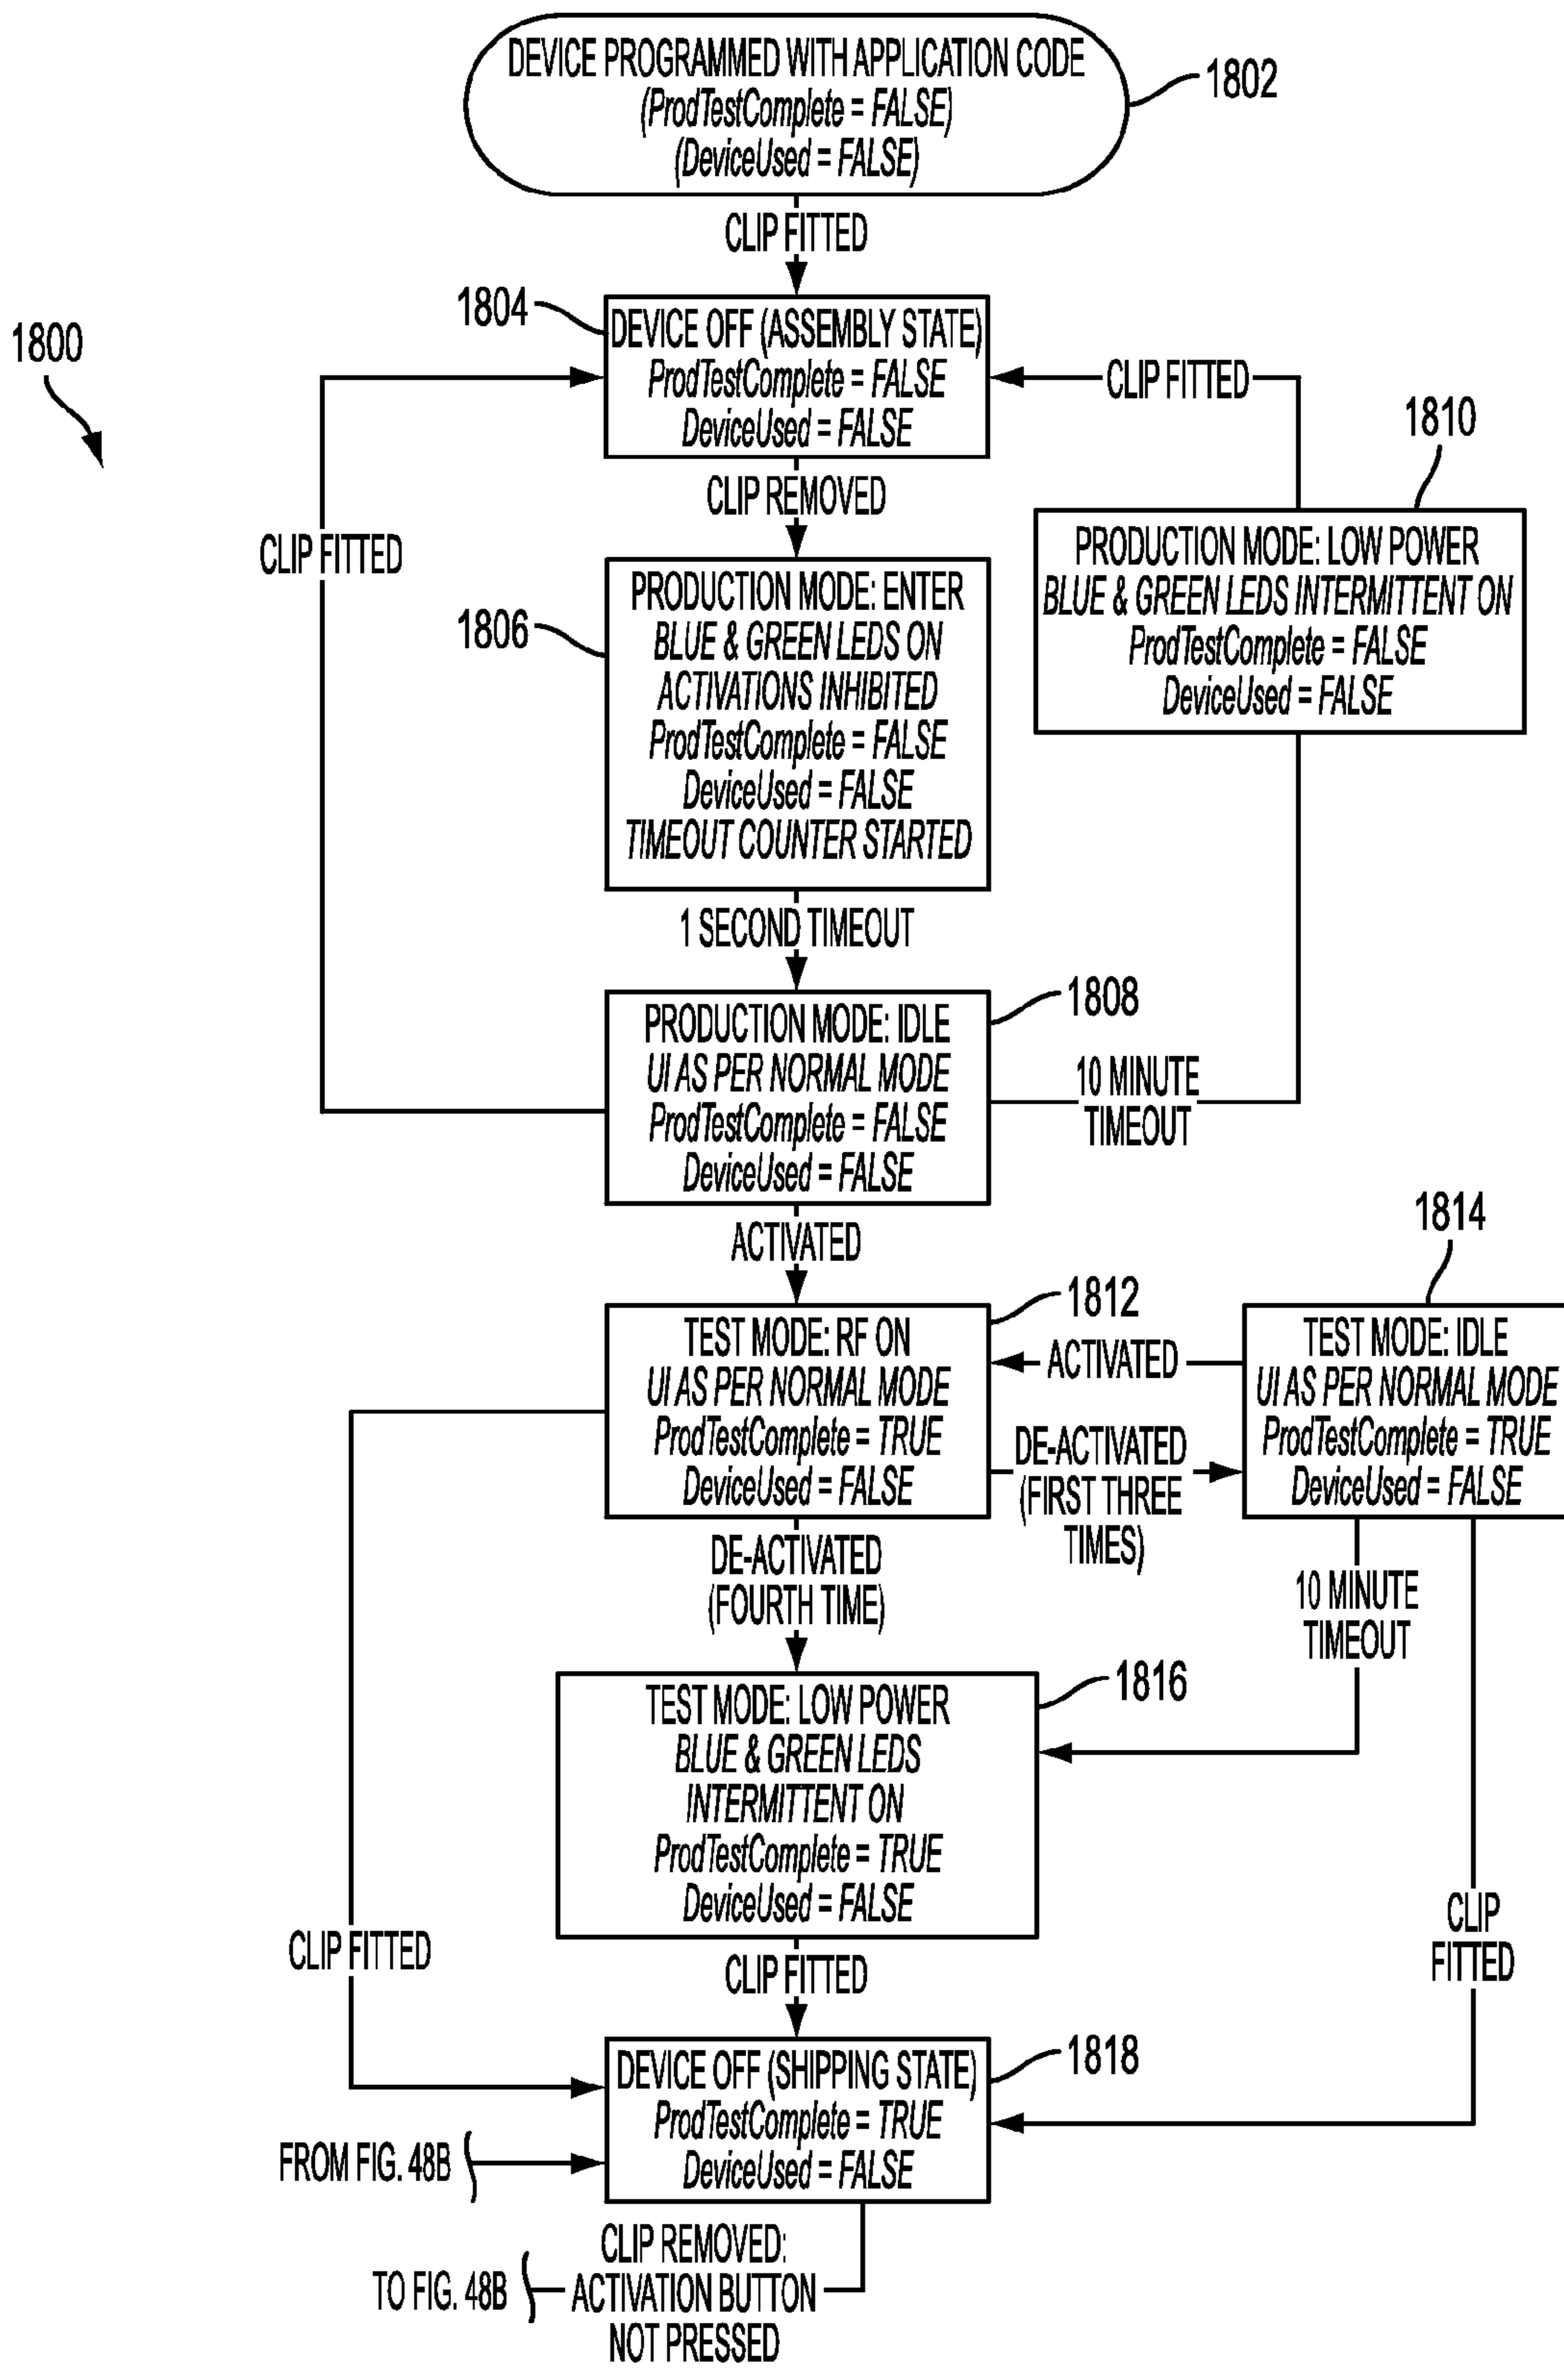 DEVICE PROGRAMMED WITH APPLICATION CODE
(ProdTestComplete = FALSE)
(DeviceUsed = FALSE)
1802
CLIP FITTED
1800
1804
DEVICE OFF (ASSEMBLY STATE)
ProdTestComplete = FALSE
DeviceUsed = FALSE
CLIP FITTED
1810
CLIP REMOVED
CLIP FITTED
PRODUCTION MODE: LOW POWER
BLUE & GREEN LEDS INTERMITTENT ON
ProdTestComplete = FALSE
DeviceUsed = FALSE
1806
PRODUCTION MODE: ENTER
BLUE & GREEN LEDS ON
ACTIVATIONS INHIBITED
ProdTestComplete = FALSE
DeviceUsed = FALSE
TIMEOUT COUNTER STARTED
1 SECOND TIMEOUT
1808
PRODUCTION MODE: IDLE
UI AS PER NORMAL MODE
ProdTestComplete = FALSE
DeviceUsed = FALSE
10 MINUTE
TIMEOUT
ACTIVATED
1814
1812
TEST MODE: RF ON
UI AS PER NORMAL MODE
ProdTestComplete = TRUE
DeviceUsed = FALSE
ACTIVATED
DE-ACTIVATED
(FIRST THREE
TIMES)
TEST MODE: IDLE
UI AS PER NORMAL MODE
ProdTestComplete = TRUE
DeviceUsed = FALSE
DE-ACTIVATED
(FOURTH TIME)
10 MINUTE
TIMEOUT
1816
TEST MODE: LOW POWER
BLUE & GREEN LEDS
INTERMITTENT ON
ProdTestComplete = TRUE
DeviceUsed = FALSE
CLIP FITTED
CLIP
FITTED
CLIP FITTED
1818
DEVICE OFF (SHIPPING STATE)
ProdTestComplete = TRUE
DeviceUsed = FALSE
FROM FIG. 48B
TO FIG. 48B
CLIP REMOVED:
ACTIVATION BUTTON
NOT PRESSED